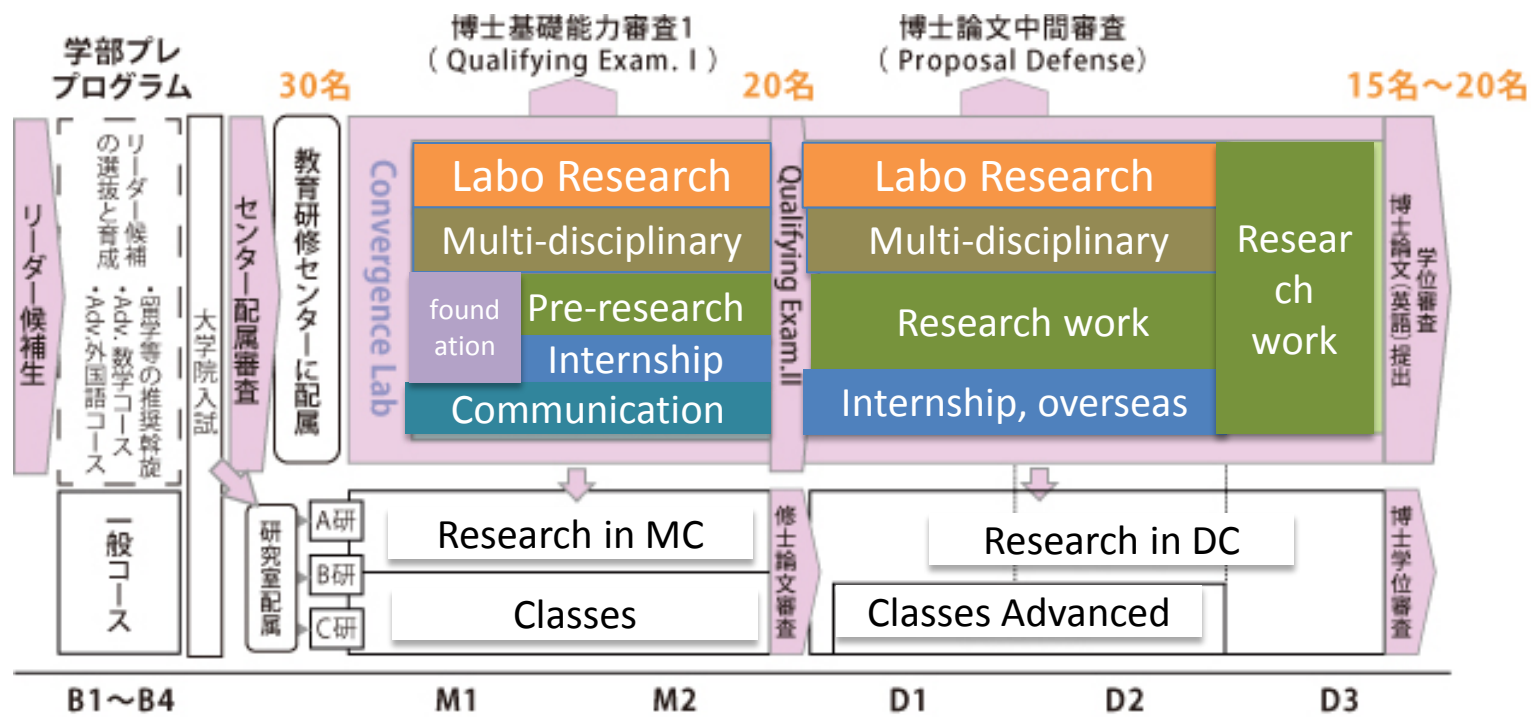 学部プレ
プログラム
博士基礎能力審査1
( Qualifying Exam. I )
博士論文中間審査
( Proposal Defense)
30名
20名
15名～20名
リーダー候補生
リーダー候補
の選抜と育成
・留学等の推奨斡旋
・Adv. 数学コース
・Adv.外国語コース
大学院入試
センター配属審査
教育研修センターに配属
Convergence Lab
Labo Research
Multi-disciplinary
found
ation
Pre-research
Internship
Communication
Qualifying Exam.II
Labo Research
Multi-disciplinary
Research work
Internship, overseas
Resear
ch
work
博士論文(英語)提出
学位審査
一般コース
研究室配属
A研
B研
C研
Research in MC
Classes
修士論文審査
Research in DC
Classes Advanced
博士学位審査
B1～B4
M1
M2
D1
D2
D3